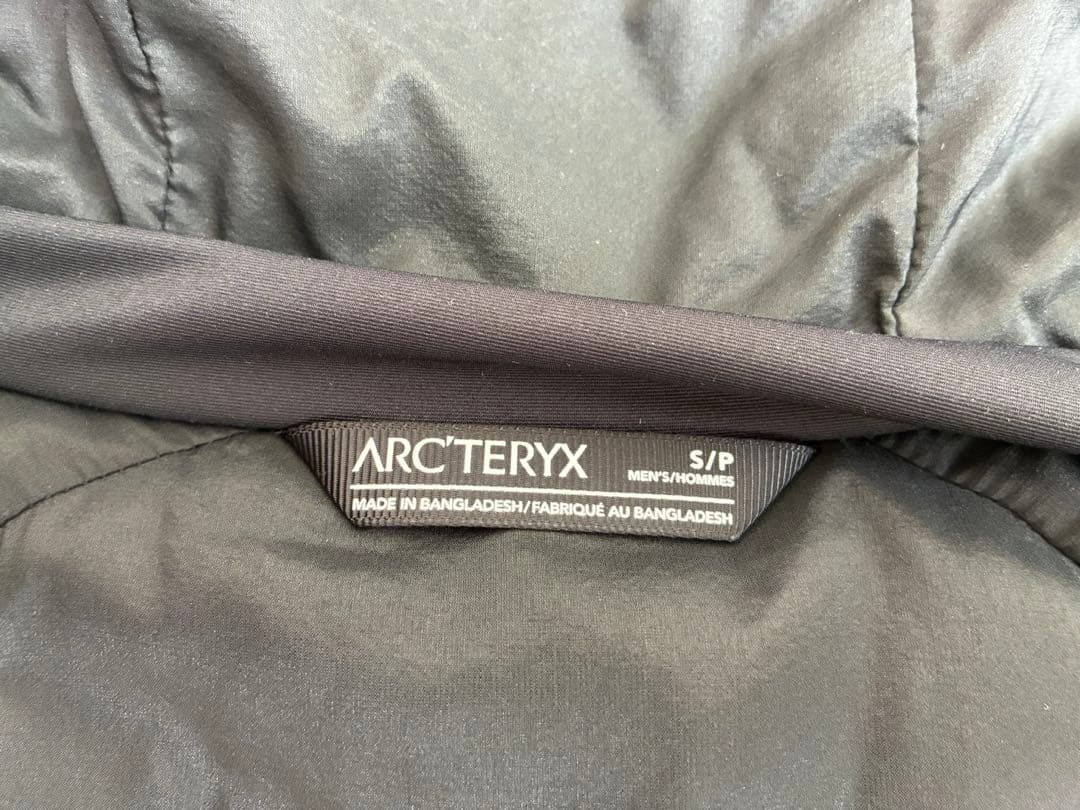 ARC'TERYX
S/P
MEN'S/HOMMES
MADE IN BANGLADESH/FABRIQUÉ AU BANGLADESH